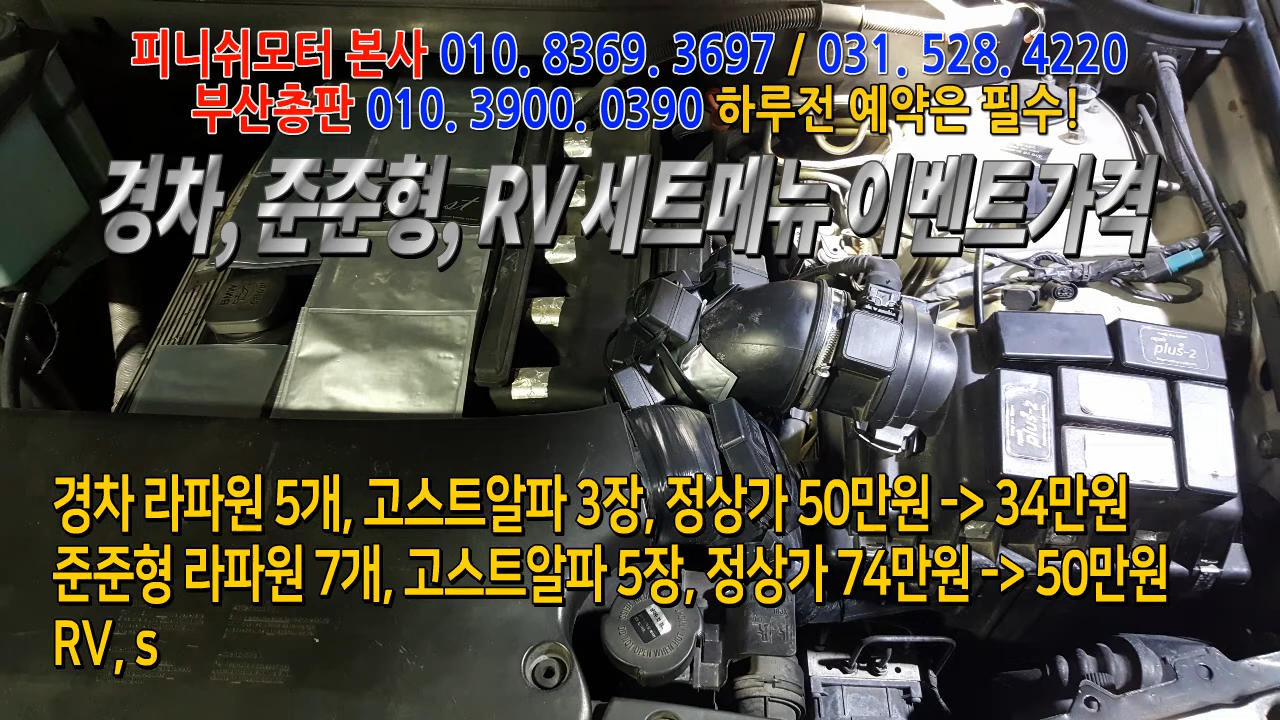 피니쉬모터 본사 010. 8369. 3697 / 031. 528. 4220
부산총판 010. 3900. 0390 하루전 예약은 필수!
경차, 준준형, RV 세트메뉴 이벤트가격
plus-2
plus-2
경차 라파원 5개, 고스트알파 3장, 정상가 50만원 -> 34만원
준준형 라파원 7개, 고스트알파 5장, 정상가 74만원 -> 50만원
RV, s